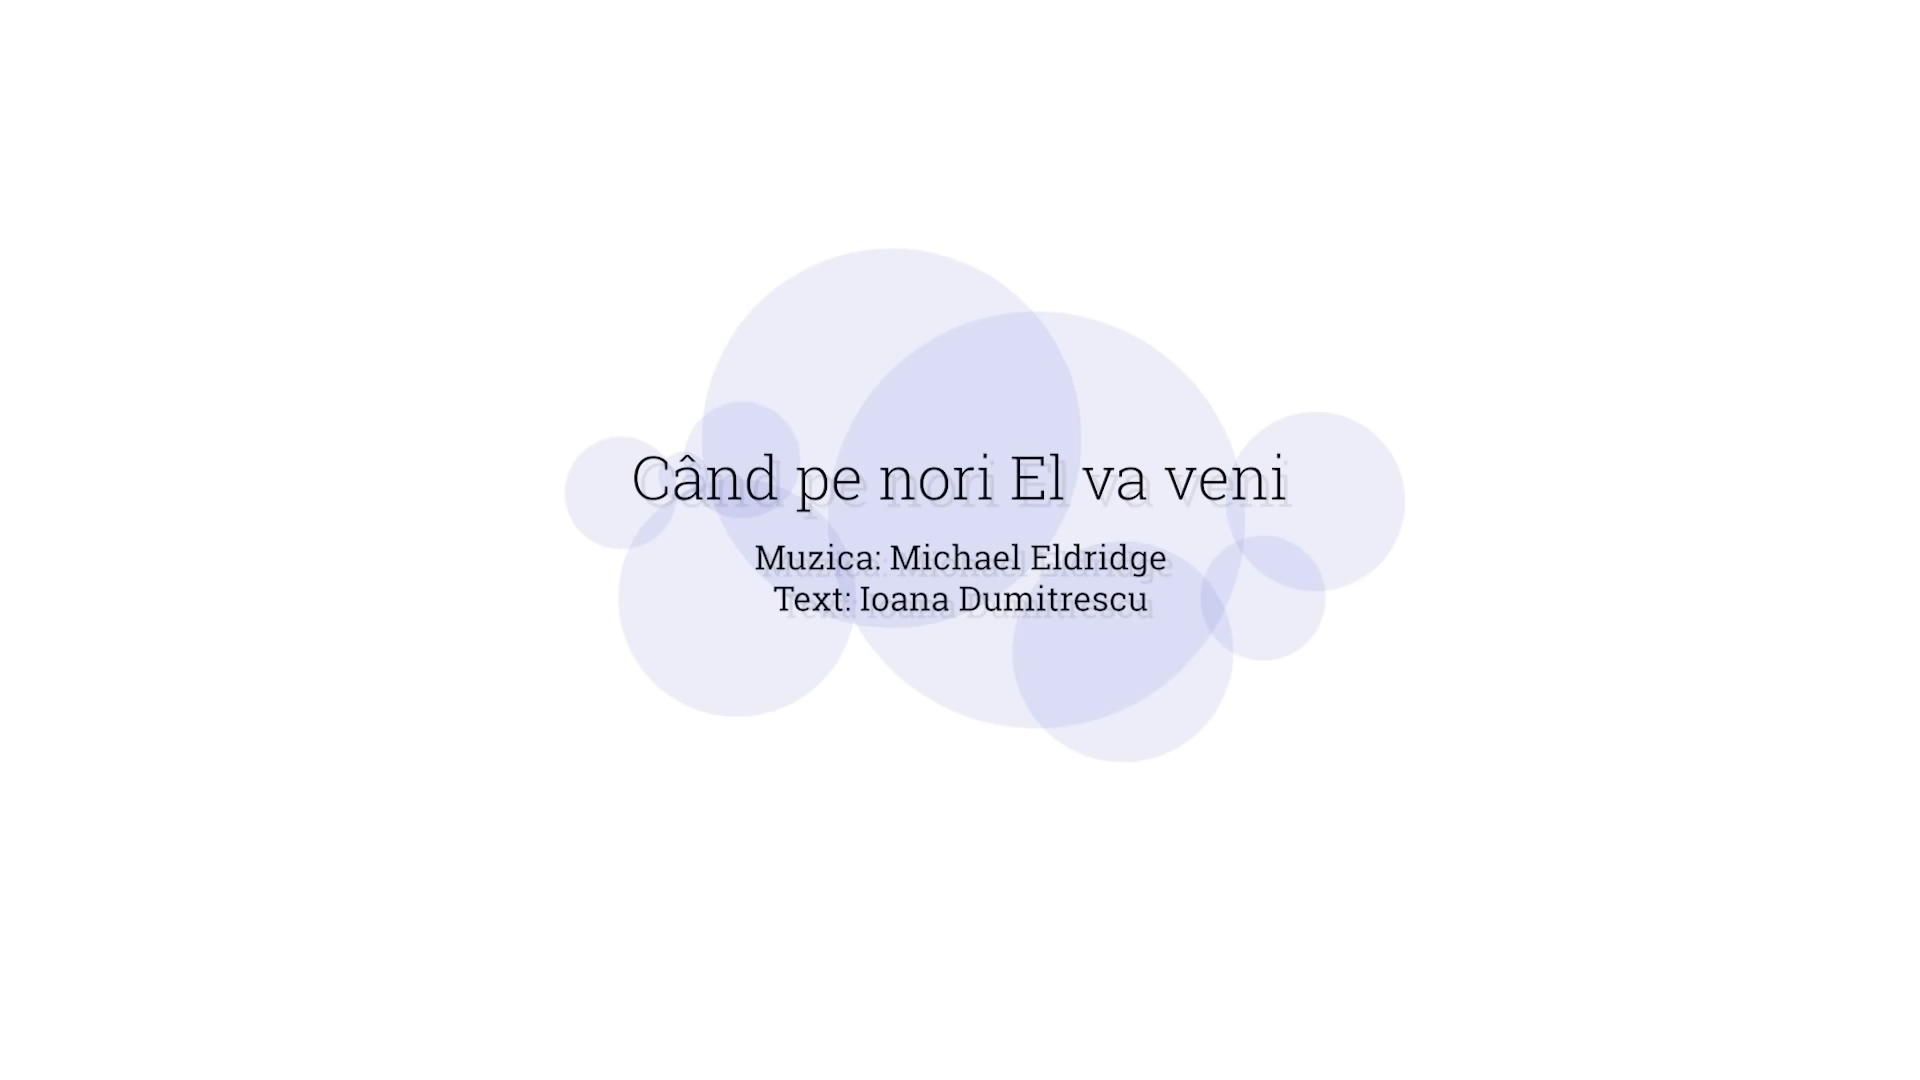 Când pe nori El va veni
Muzica: Michael Eldridge
Text: Ioana Dumitrescu